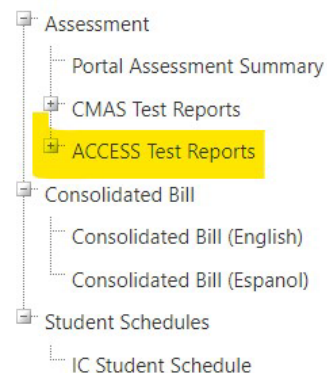 Assessment
Portal Assessment Summary
CMAS Test Reports
ACCESS Test Reports
Consolidated Bill
Consolidated Bill (English)
Consolidated Bill (Espanol)
Student Schedules
IC Student Schedule